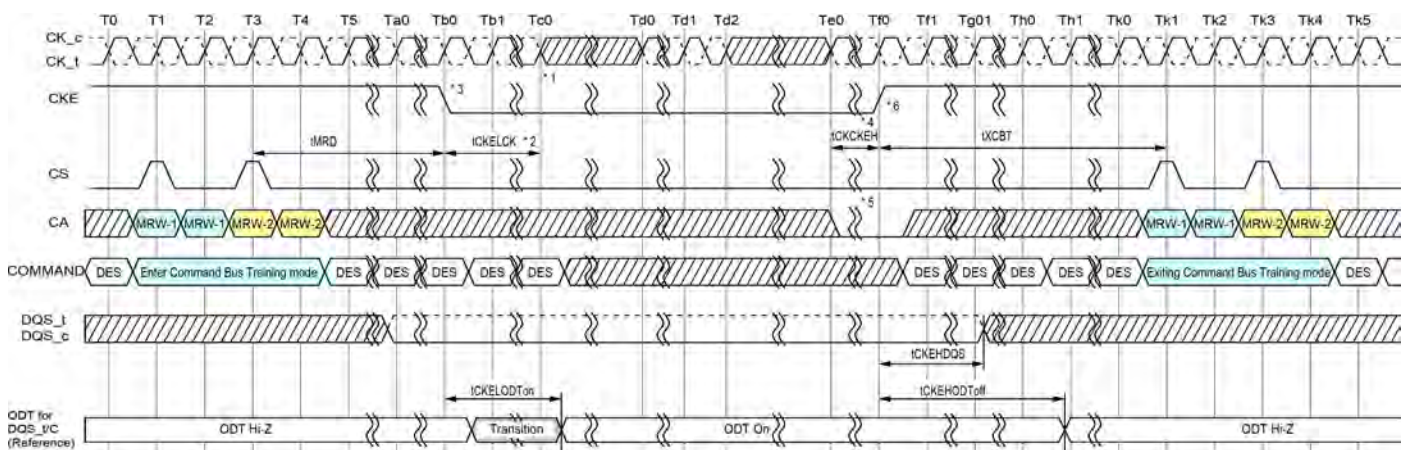 T0 T1 T2 T3 T4 T5 Ta0 Tb0 Tb1 Tc0 Td0 Td1 Td2 Te0 Tf0 Tf1 Tg01 Th0 Th1 Tk0 Tk1 Tk2 Tk3 Tk4 Tk5
CK_c
CK_t
*1
CKE
*3 *4 *6
tMRD tCKELCK *2 tCKCKEH tXCBT
CS
*5
CA MRW-1 MRW-1 MRW-2 MRW-2 MRW-1 MRW-1 MRW-2 MRW-2
COMMAND DES Enter Command Bus Training mode DES DES DES DES DES DES DES DES DES DES Exiting Command Bus Training mode DES
DQS_t
DQS_c
tCKEHDQS
tCKELODTon tCKEHODToff
ODT for
DQS_t/C
(Reference)
ODT Hi-Z Transition ODT On ODT Hi-Z